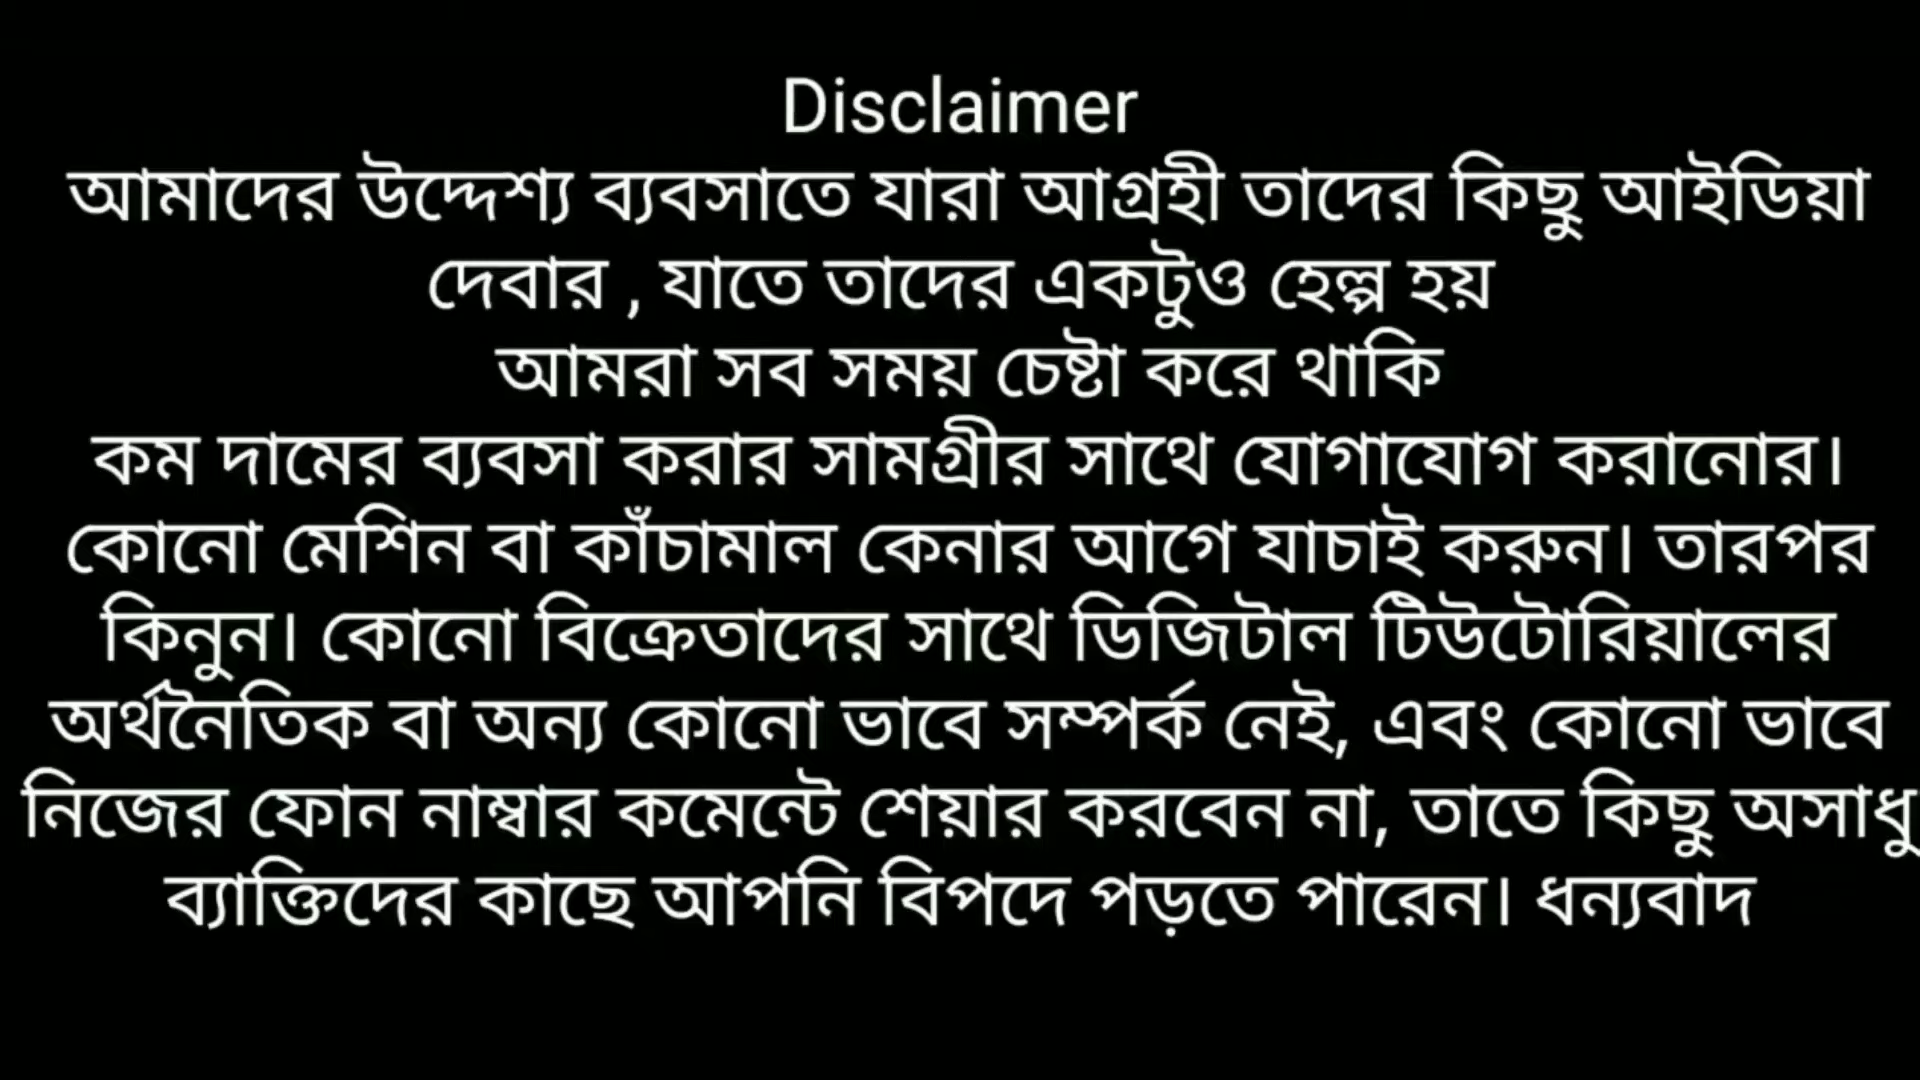 Disclaimer
আমাদের উদ্দেশ্য ব্যবসাতে যারা আগ্রহী তাদের কিছু আইডিয়া
দেবার , যাতে তাদের একটুও হেল্প হয়
আমরা সব সময় চেষ্টা করে থাকি
কম দামের ব্যবসা করার সামগ্রীর সাথে যোগাযোগ করানোর।
কোনো মেশিন বা কাঁচামাল কেনার আগে যাচাই করুন। তারপর
কিনুন। কোনো বিক্রেতাদের সাথে ডিজিটাল টিউটোরিয়ালের
অর্থনৈতিক বা অন্য কোনো ভাবে সম্পর্ক নেই, এবং কোনো ভাবে
নিজের ফোন নাম্বার কমেন্টে শেয়ার করবেন না, তাতে কিছু অসাধু
ব্যাক্তিদের কাছে আপনি বিপদে পড়তে পারেন। ধন্যবাদ